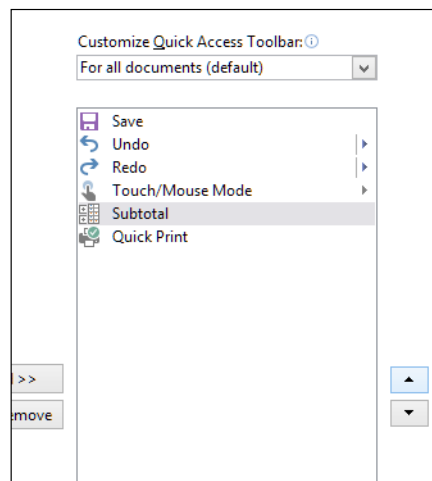 Customize Quick Access Toolbar:
For all documents (default)
Save
Undo
Redo
Touch/Mouse Mode
Subtotal
Quick Print
>>
emove